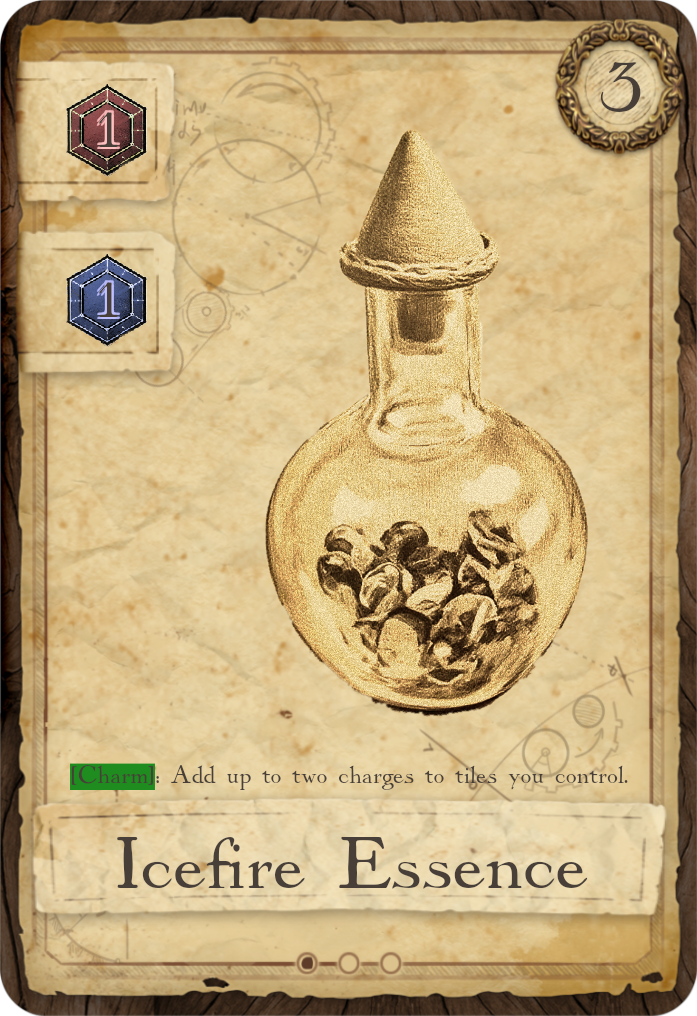 3
1
1
[Charm]: Add up to two charges to tiles you control.
Icefire Essence